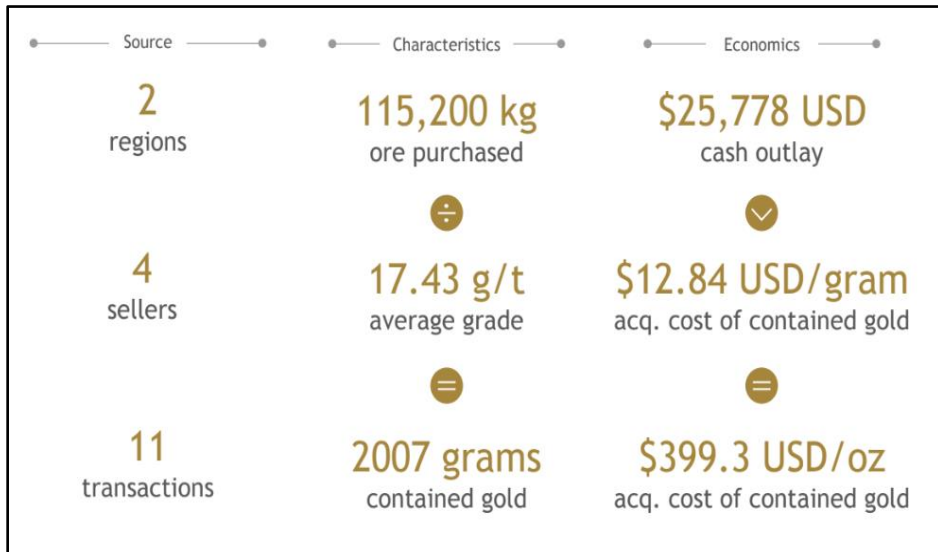 Source
Characteristics
Economics
2
regions
115,200 kg
ore purchased
$25,778 USD
cash outlay
÷
4
sellers
17.43 g/t
average grade
$12.84 USD/gram
acq. cost of contained gold
=
=
11
transactions
2007 grams
contained gold
$399.3 USD/oz
acq. cost of contained gold